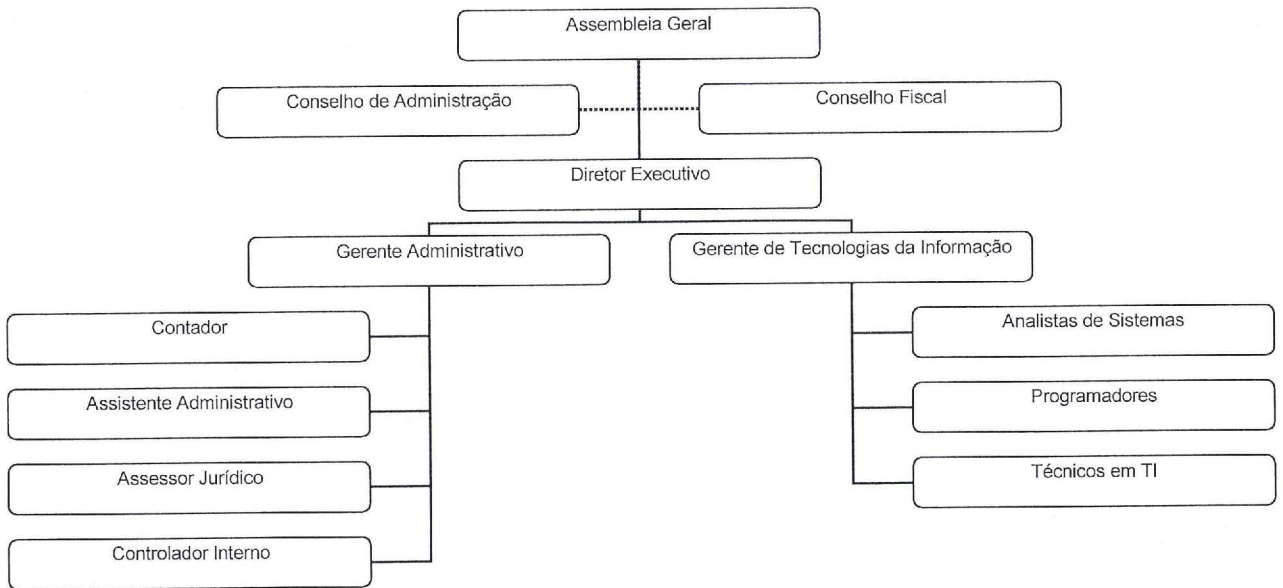 Assembleia Geral
Conselho de Administração
Conselho Fiscal
Diretor Executivo
Gerente Administrativo
Gerente de Tecnologias da Informação
Contador
Assistente Administrativo
Assessor Jurídico
Controlador Interno
Analistas de Sistemas
Programadores
Técnicos em TI